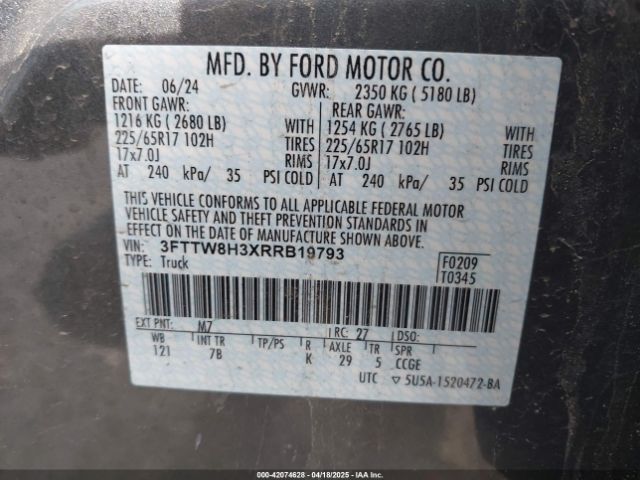 MFD. BY FORD MOTOR CO.
DATE: 06/24 GVWR: 2350 KG ( 5180 LB)
FRONT GAWR: REAR GAWR:
1216 KG ( 2680 LB) WITH 1254 KG ( 2765 LB) WITH
225/65R17 102H TIRES 225/65R17 102H TIRES
17x7.0J RIMS 17x7.0J RIMS
AT 240 kPa/ 35 PSI COLD AT 240 kPa/ 35 PSI COLD
THIS VEHICLE CONFORMS TO ALL APPLICABLE FEDERAL MOTOR
VEHICLE SAFETY AND THEFT PREVENTION STANDARDS IN
EFFECT ON THE DATE OF MANUFACTURE SHOWN ABOVE.
VIN: 3FTTW8H3XRRB19793 F0209
TYPE: Truck T0345
EXT PNT: M7 RC: 27 DSO:
WB INT TR TP/PS R AXLE TR SPR
121 7B K 29 5 CCGE
UTC ▽ 5U5A-1520472-BA
000-42074628 - 04/18/2025 - IAA Inc.